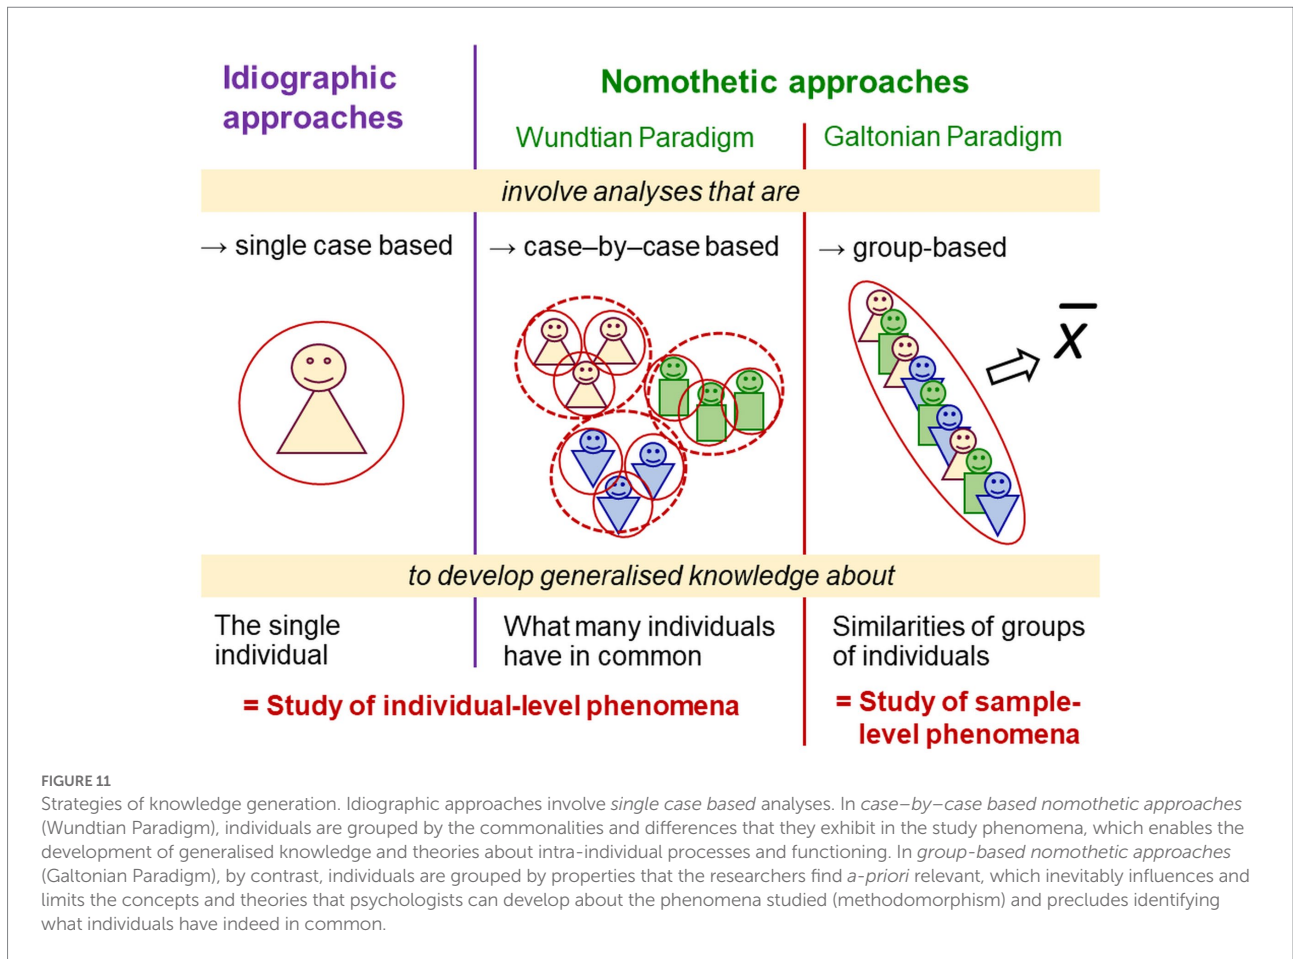 Idiographic
approaches
Nomothetic approaches
Wundtian Paradigm
Galtonian Paradigm
involve analyses that are
→ single case based
→ case–by–case based
→ group-based
x̄
to develop generalised knowledge about
The single
individual
What many individuals
have in common
Similarities of groups
of individuals
= Study of individual-level phenomena
= Study of sample-
level phenomena
FIGURE 11
Strategies of knowledge generation. Idiographic approaches involve single case based analyses. In case–by–case based nomothetic approaches
(Wundtian Paradigm), individuals are grouped by the commonalities and differences that they exhibit in the study phenomena, which enables the
development of generalised knowledge and theories about intra-individual processes and functioning. In group-based nomothetic approaches
(Galtonian Paradigm), by contrast, individuals are grouped by properties that the researchers find a-priori relevant, which inevitably influences and
limits the concepts and theories that psychologists can develop about the phenomena studied (methodomorphism) and precludes identifying
what individuals have indeed in common.